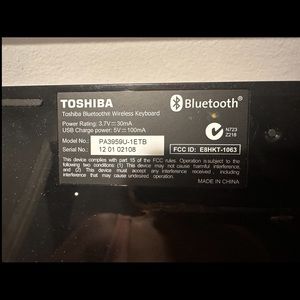 TOSHIBA
Bluetooth®
Toshiba Bluetooth® Wireless Keyboard
Power Rating: 3.7V⎓30mA
USB Charge power: 5V⎓100mA
N723
Z216
Model No.: PA3959U-1ETB
Serial No.: 12 01 02108
FCC ID: E8HKT-1063
This device complies with part 15 of the FCC rules. Operation is subject to
the following two conditions: (1) This device may not cause harmful interference,
and (2) This device must accept any interference received, including
interference that may cause undesired operation.
MADE IN CHINA